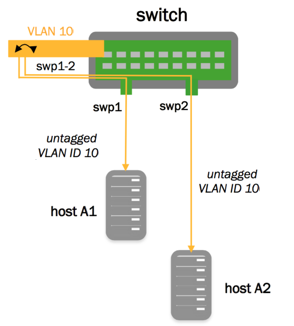 switch
VLAN 10
swp1-2
swp1
swp2
untagged
VLAN ID 10
untagged
VLAN ID 10
host A1
host A2